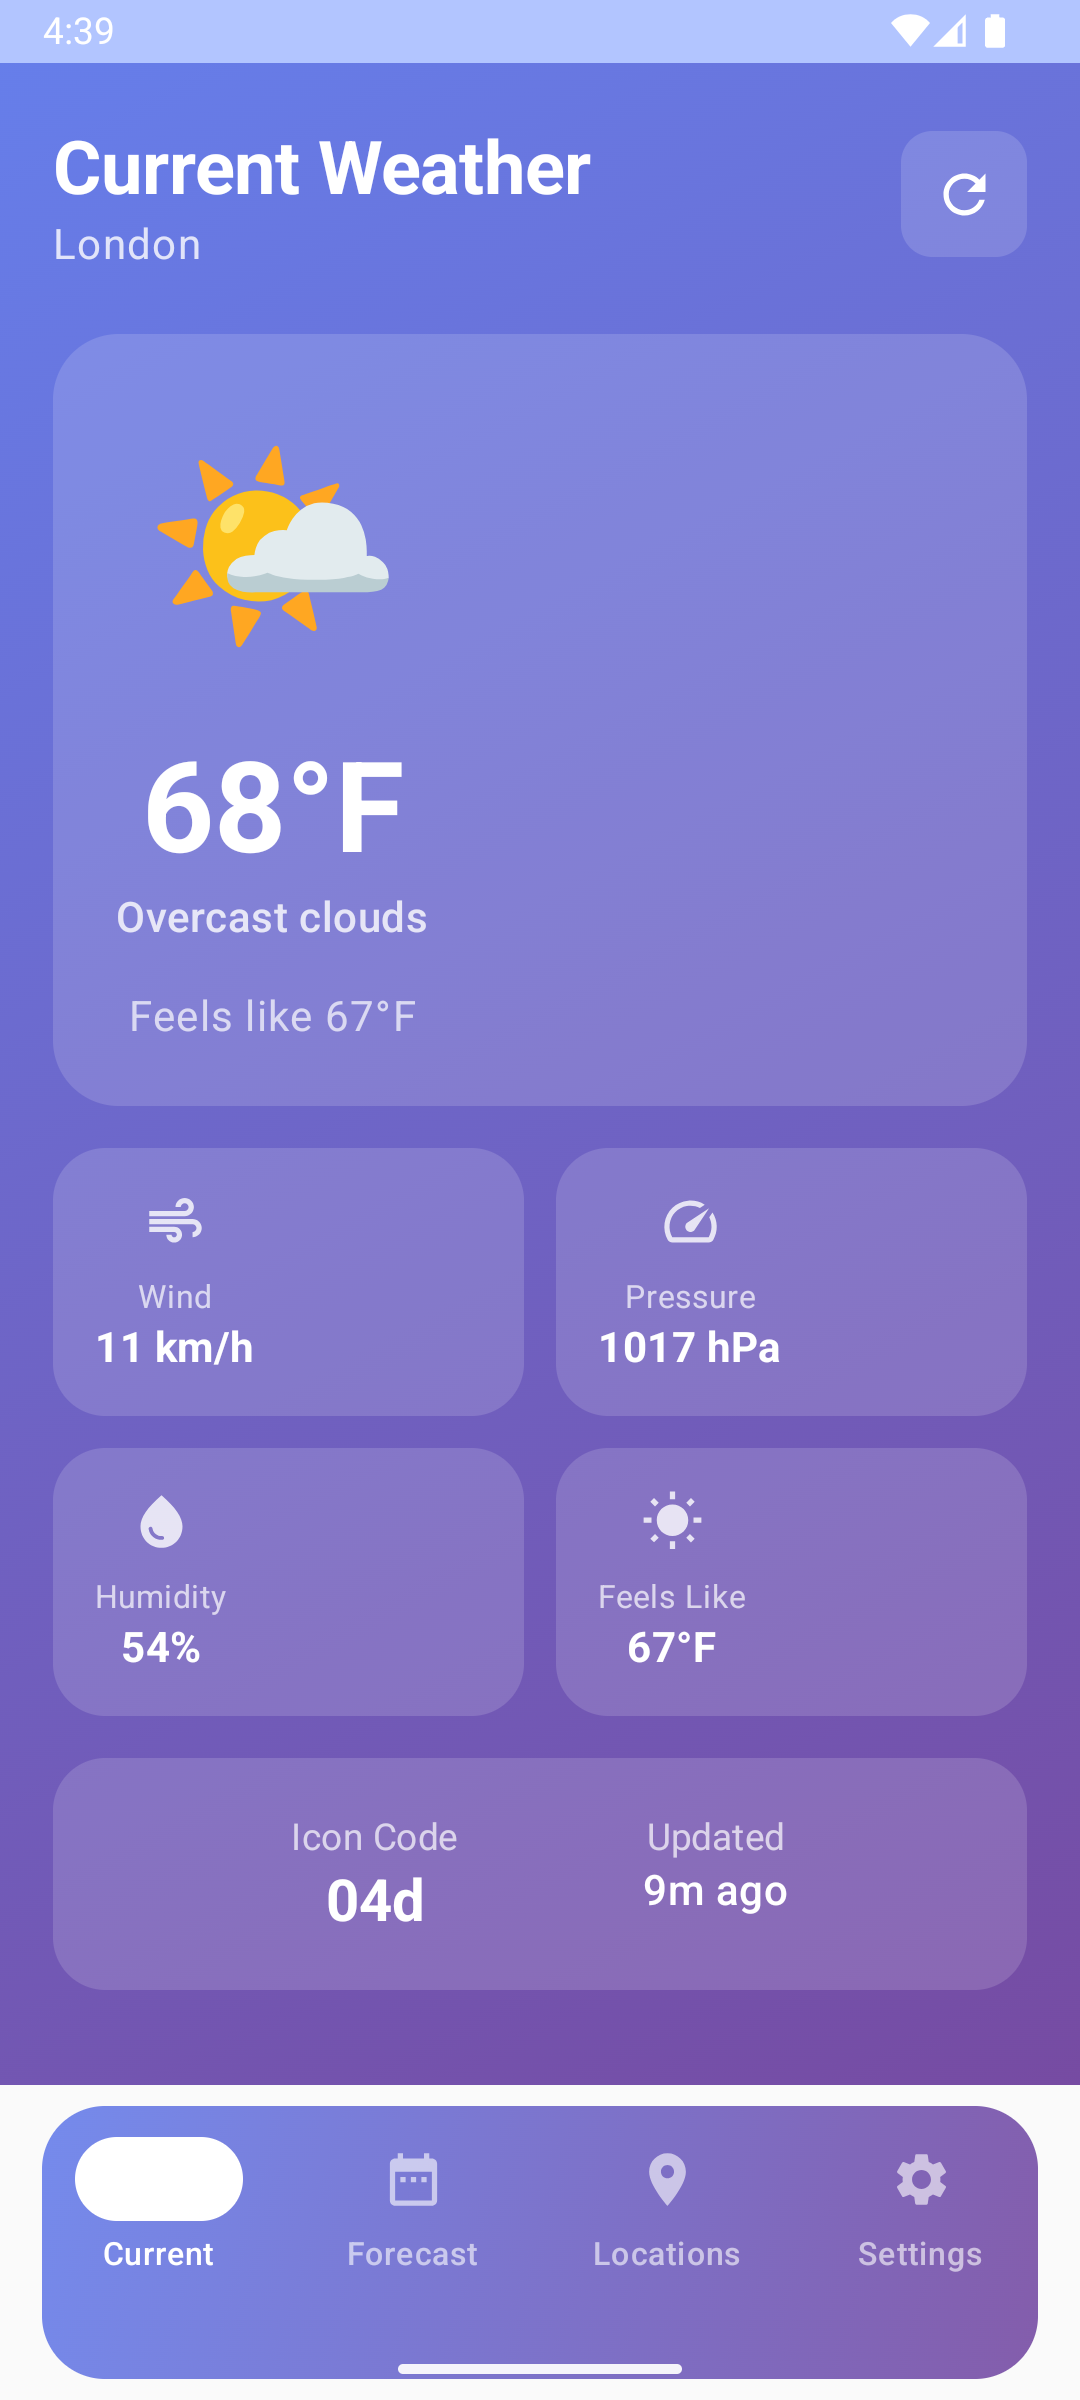 4:39
Current Weather
London
68°F
Overcast clouds
Feels like 67°F
Wind
11 km/h
Pressure
1017 hPa
Humidity
54%
Feels Like
67°F
Icon Code
04d
Updated
9m ago
Current
Forecast
Locations
Settings